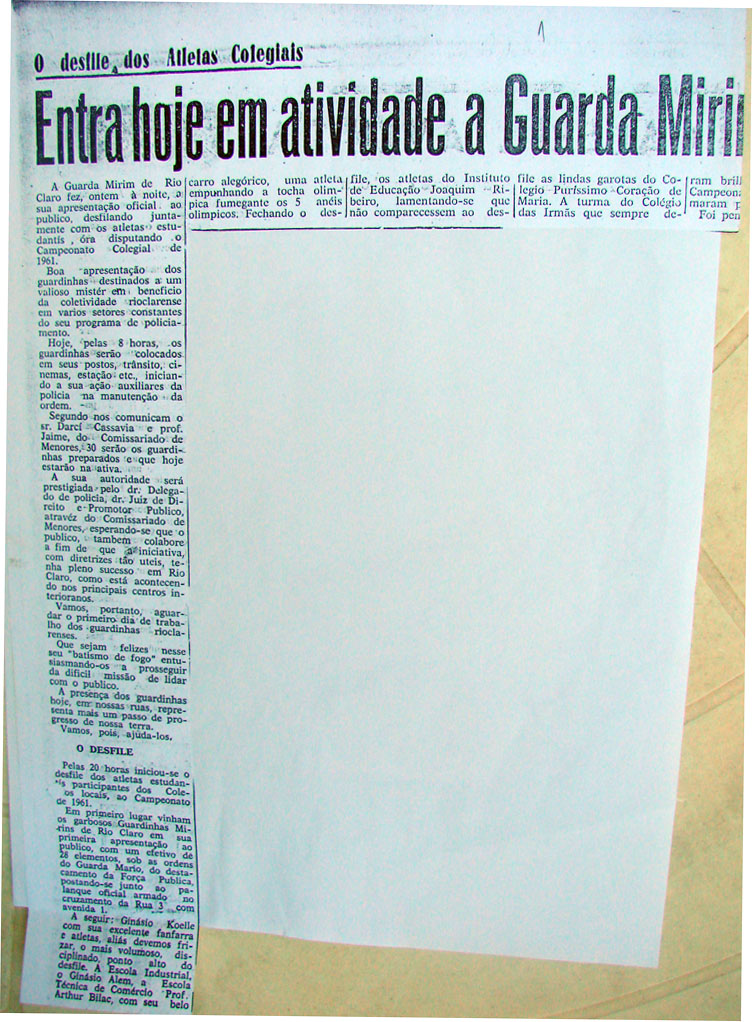 1
O desfile dos Atletas Colegiais
Entra hoje em atividade a Guarda Miri
A Guarda Mirim de Rio
Claro fez, ontem à noite, a
sua apresentação oficial ao
publico, desfilando junta-
mente com os atletas estu-
dantis, óra disputando o
Campeonato Colegial de
1961.
Boa apresentação dos
guardinhas destinados a um
valioso mistér em beneficio
da coletividade rioclarense
em varios setores constantes
do seu programa de policia-
mento.
Hoje, pelas 8 horas, os
guardinhas serão colocados
em seus postos, trânsito, ci-
nemas, estação etc., inician-
do a sua ação auxiliares da
policia na manutenção da
ordem.
Segundo nos comunicam o
sr. Darcí Cassavia e prof.
Jaime, do Comissariado de
Menores, 30 serão os guardi-
nhas preparados e que hoje
estarão na ativa.
A sua autoridade será
prestigiada pelo dr. Delega-
do de policia, dr. Juiz de Di-
reito e Promotor Publico,
atravéz do Comissariado de
Menores, esperando-se que o
publico, tambem colabore
a fim de que a iniciativa,
com diretrizes tão uteis, te-
nha pleno sucesso em Rio
Claro, como está acontecen-
do nos principais centros in-
terioranos.
Vamos, portanto, aguar-
dar o primeiro dia de traba-
lho dos guardinhas riocla-
renses.
Que sejam felizes nesse
seu "batismo de fogo" entu-
siasmando-os a prosseguir
da dificil missão de lidar
com o publico.
A presença dos guardinhas
hoje, em nossas ruas, repre-
senta mais um passo de pro-
gresso de nossa terra.
Vamos, pois, ajuda-los.
O DESFILE
Pelas 20 horas iniciou-se o
desfile dos atletas estudan-
is participantes dos Cole-
os locais, ao Campeonato
de 1961.
Em primeiro lugar vinham
os garbosos Guardinhas Mi-
rins de Rio Claro em sua
primeira apresentação ao
publico, com um efetivo de
28 elementos, sob as ordens
do Guarda Mario, do desta-
camento da Força Publica,
postando-se junto ao pa-
lanque oficial armado no
cruzamento da Rua 3 com
avenida 1.
A seguir: Ginásio Koelle
com sua excelente fanfarra
e atletas, aliás devemos fri-
zar, o mais volumoso, dis-
ciplinado, ponto alto do
desfile. A Escola Industrial,
o Ginásio Alem, a Escola
Técnica de Comércio Prof.
Arthur Bilac, com seu belo
carro alegórico, uma atleta
empunhando a tocha olim-
pica fumegante os 5 anéis
olimpicos. Fechando o des-
file, os atletas do Instituto
de Educação Joaquim Ri-
beiro, lamentando-se que
não comparecessem ao des-
file as lindas garotas do Co-
legio Puríssimo Coração de
Maria. A turma do Colégio
das Irmãs que sempre de-
ram bril
Campeona
maram p
Foi pen